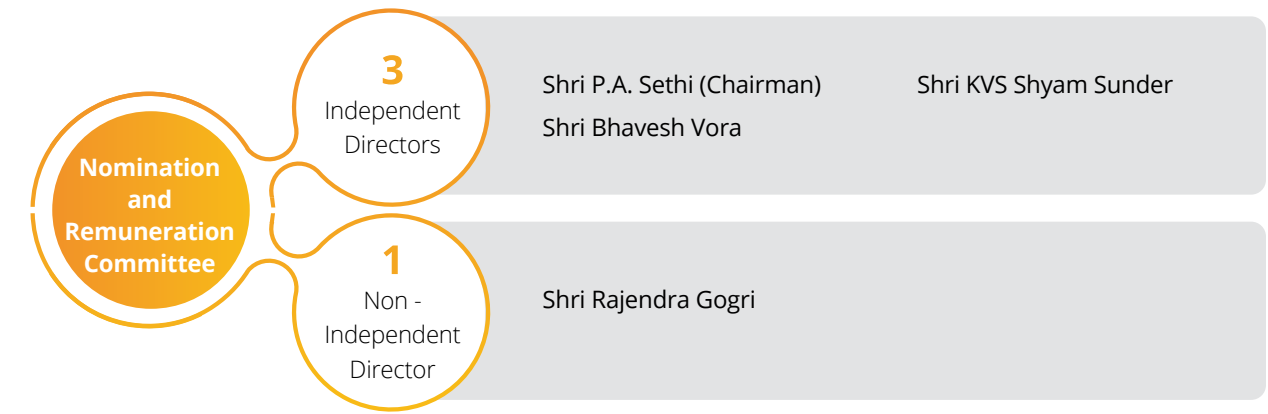 Nomination
and
Remuneration
Committee
3
Independent
Directors
Shri P.A. Sethi (Chairman)
Shri KVS Shyam Sunder
Shri Bhavesh Vora
1
Non -
Independent
Director
Shri Rajendra Gogri